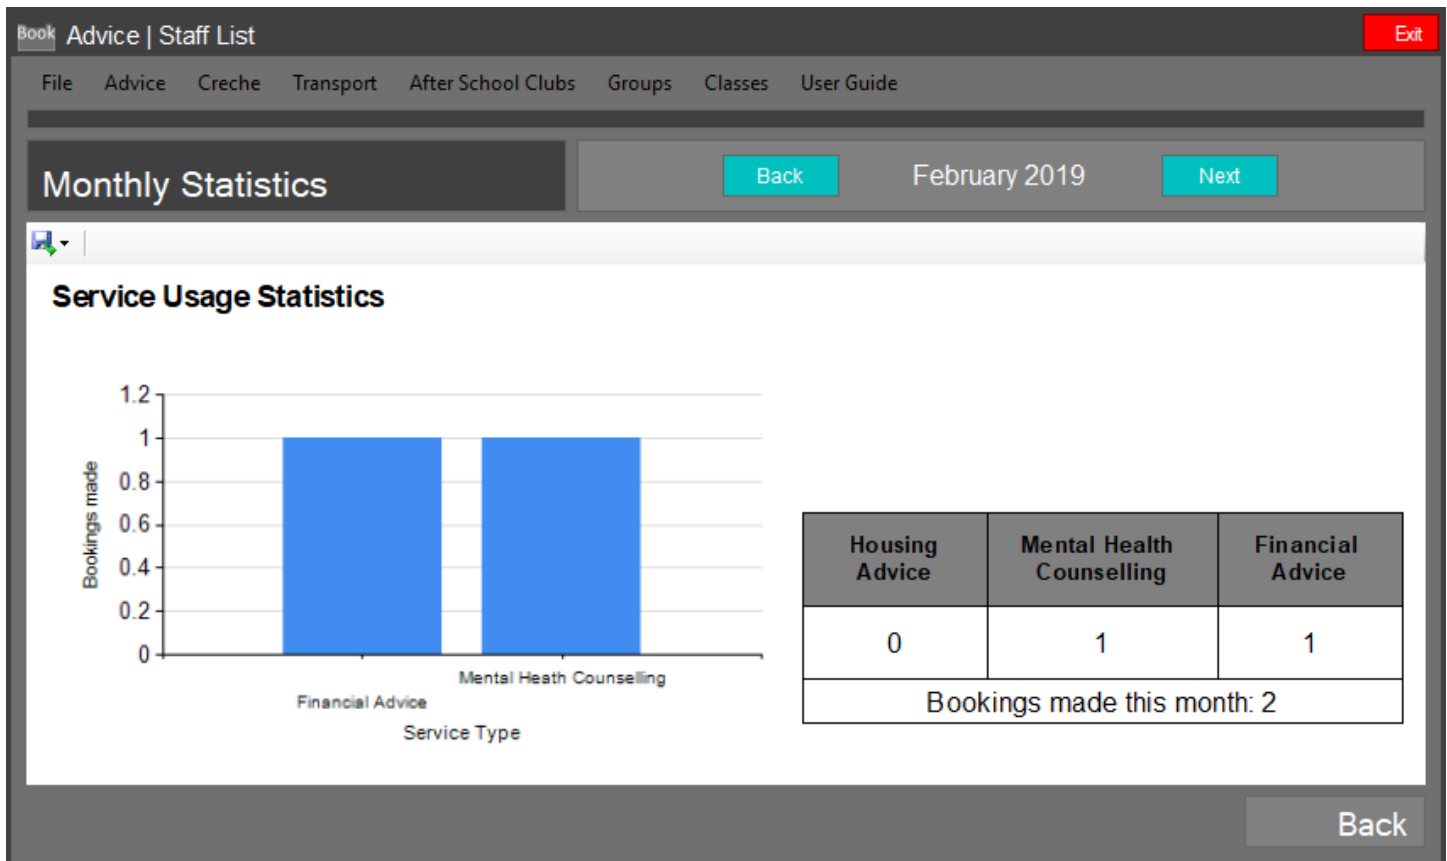 Book Advice | Staff List Exit
File Advice Creche Transport After School Clubs Groups Classes User Guide
Monthly Statistics
Back February 2019 Next
Service Usage Statistics
1.2
1
0.8
0.6
0.4
0.2
0
Bookings made
Mental Heath Counselling
Financial Advice
Service Type
Housing Advice
Mental Health Counselling
Financial Advice
0 1 1
Bookings made this month: 2
Back